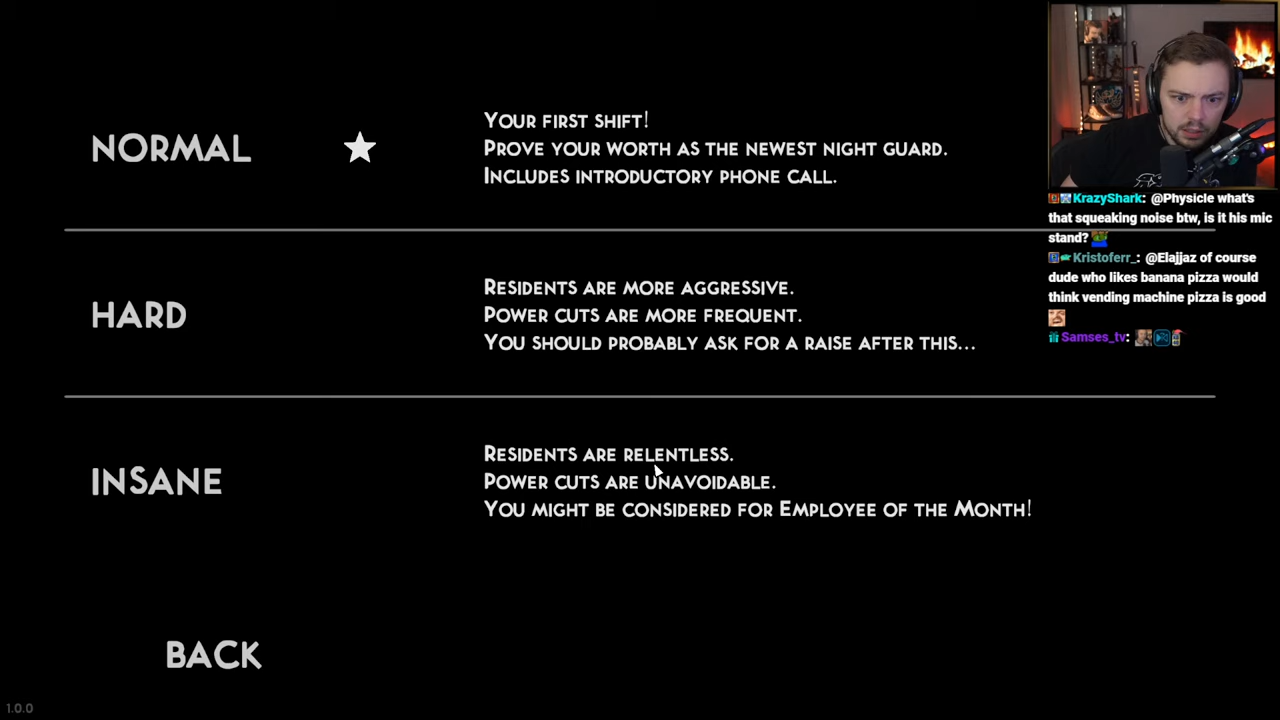 NORMAL
YOUR FIRST SHIFT!
PROVE YOUR WORTH AS THE NEWEST NIGHT GUARD.
INCLUDES INTRODUCTORY PHONE CALL.
HARD
RESIDENTS ARE MORE AGGRESSIVE.
POWER CUTS ARE MORE FREQUENT.
YOU SHOULD PROBABLY ASK FOR A RAISE AFTER THIS...
INSANE
RESIDENTS ARE RELENTLESS.
POWER CUTS ARE UNAVOIDABLE.
YOU MIGHT BE CONSIDERED FOR EMPLOYEE OF THE MONTH!
BACK
1.0.0
KrazyShark: @Physicle what's
that squeaking noise btw, is it his mic
stand?
Kristoferr_: @Elajjaz of course
dude who likes banana pizza would
think vending machine pizza is good
Samses_tv: